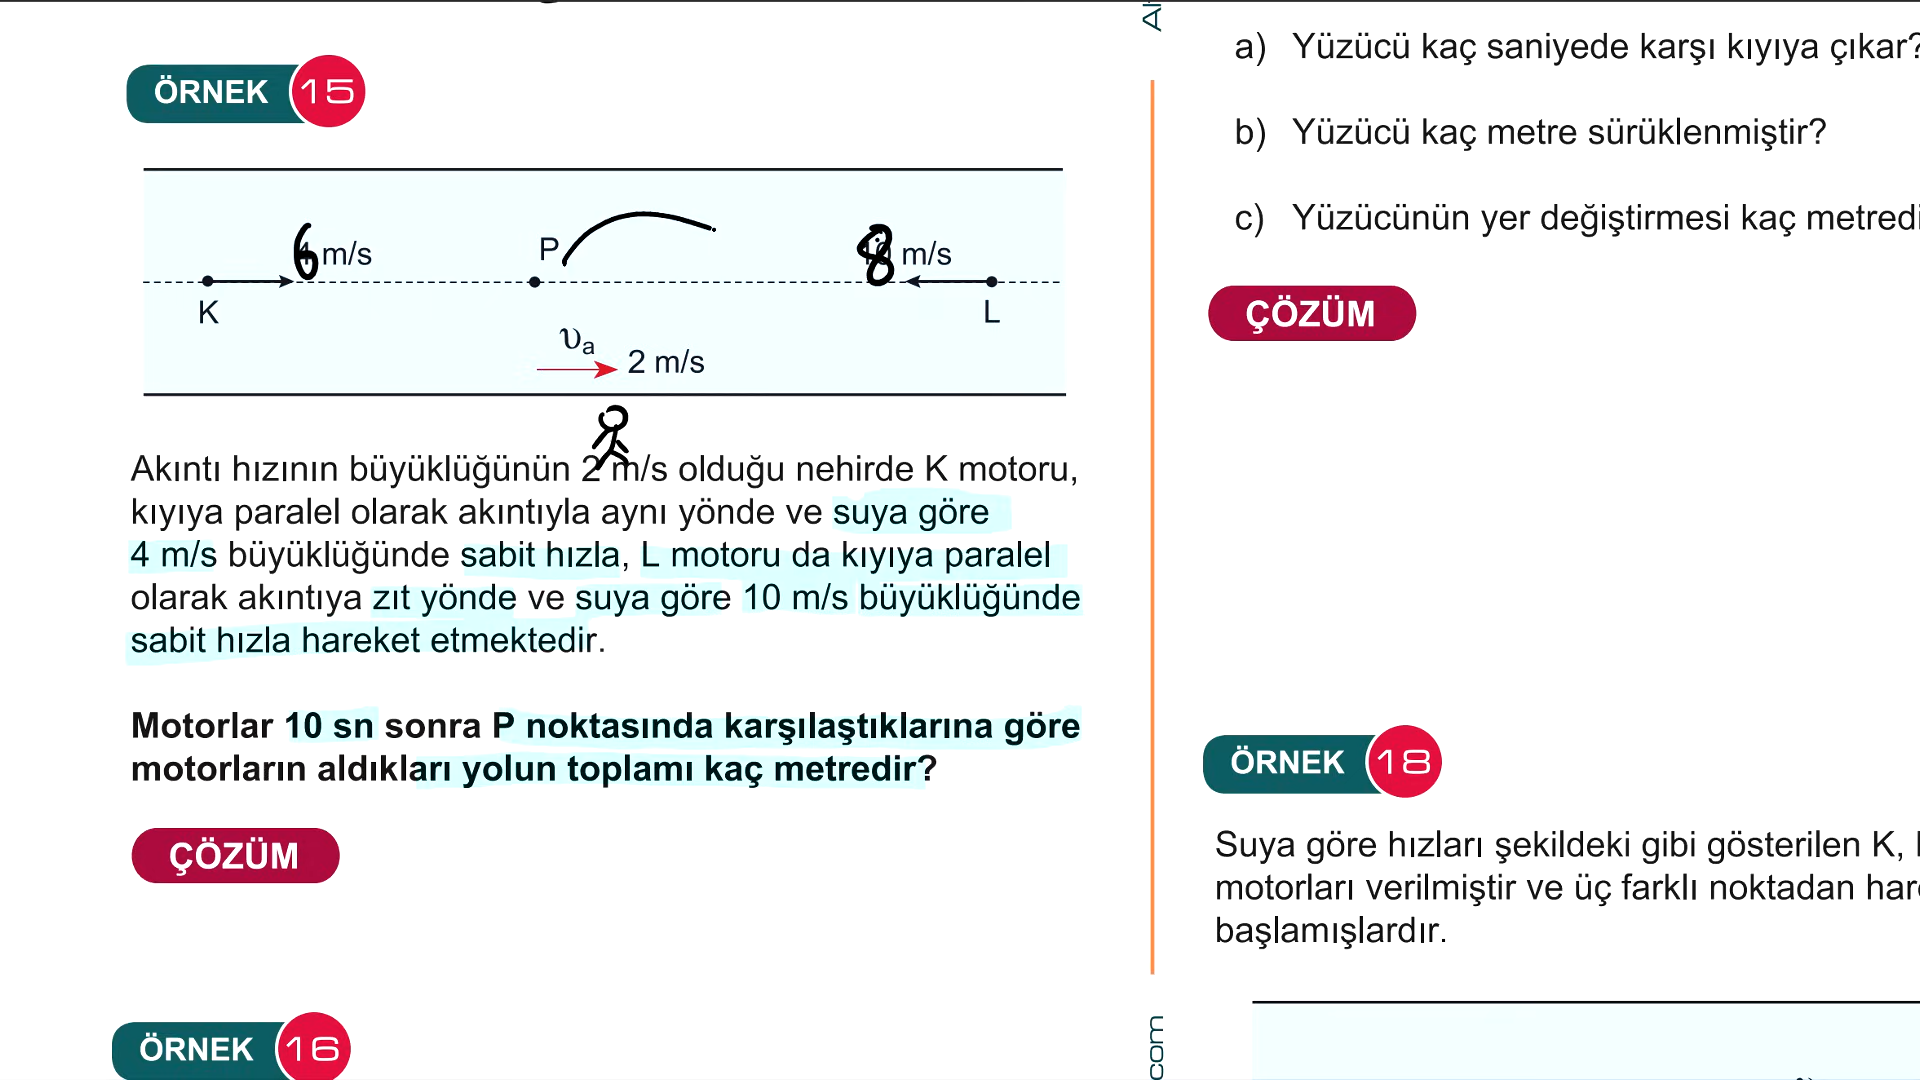 ÖRNEK 15
6 m/s
P
8 m/s
K
L
υa
2 m/s
Akıntı hızının büyüklüğünün 2 m/s olduğu nehirde K motoru,
kıyıya paralel olarak akıntıyla aynı yönde ve suya göre
4 m/s büyüklüğünde sabit hızla, L motoru da kıyıya paralel
olarak akıntıya zıt yönde ve suya göre 10 m/s büyüklüğünde
sabit hızla hareket etmektedir.
Motorlar 10 sn sonra P noktasında karşılaştıklarına göre
motorların aldıkları yolun toplamı kaç metredir?
ÇÖZÜM
ÖRNEK 16
a) Yüzücü kaç saniyede karşı kıyıya çıkar?
b) Yüzücü kaç metre sürüklenmiştir?
c) Yüzücünün yer değiştirmesi kaç metredi
ÇÖZÜM
ÖRNEK 18
Suya göre hızları şekildeki gibi gösterilen K,
motorları verilmiştir ve üç farklı noktadan har
başlamışlardır.
com